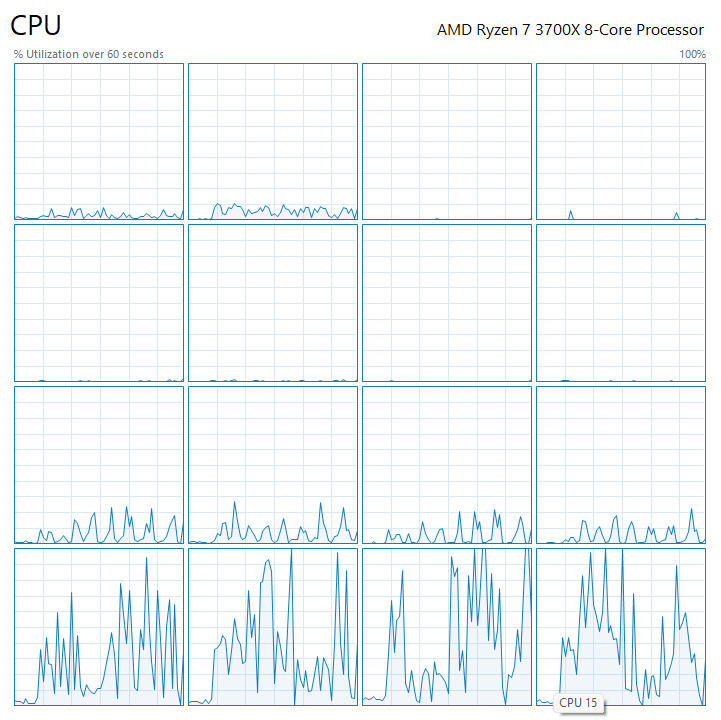 CPU
AMD Ryzen 7 3700X 8-Core Processor
% Utilization over 60 seconds
100%
CPU 15